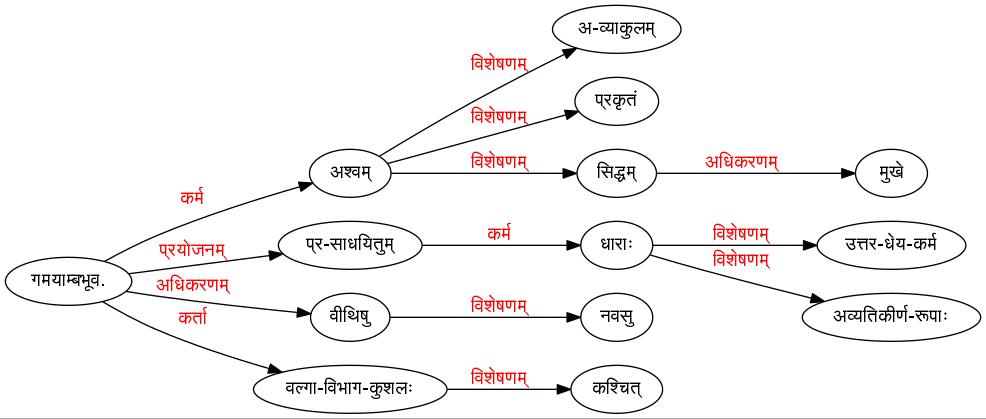 अ-व्याकुलम्
विशेषणम्
प्रकृतं
विशेषणम्
अश्वम् विशेषणम् सिद्धम् अधिकरणम् मुखे
कर्म
प्र-साधयितुम् कर्म धाराः विशेषणम् उत्तर-धेय-कर्म
प्रयोजनम्
विशेषणम्
गमयाम्बभूव.
अधिकरणम्
वीथिषु विशेषणम् नवसु अव्यतिकीर्ण-रूपाः
कर्ता
वल्गा-विभाग-कुशलः विशेषणम् कश्चित्